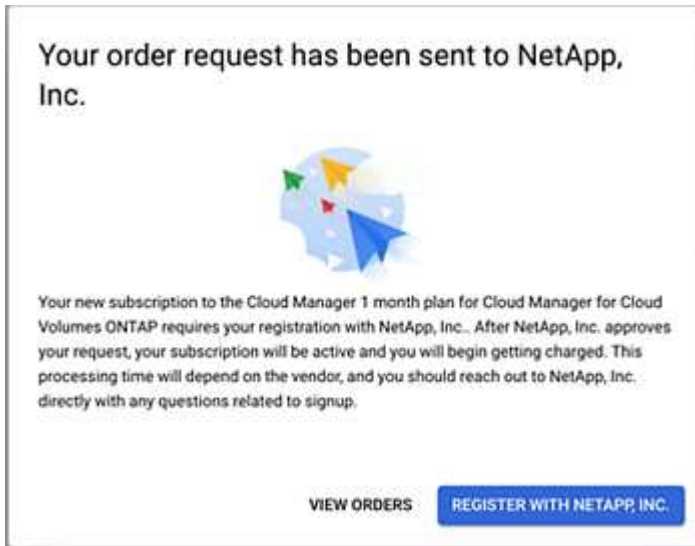 Your order request has been sent to NetApp,
Inc.
Your new subscription to the Cloud Manager 1 month plan for Cloud Manager for Cloud
Volumes ONTAP requires your registration with NetApp, Inc.. After NetApp, Inc. approves
your request, your subscription will be active and you will begin getting charged. This
processing time will depend on the vendor, and you should reach out to NetApp, Inc.
directly with any questions related to signup.
VIEW ORDERS
REGISTER WITH NETAPP, INC.